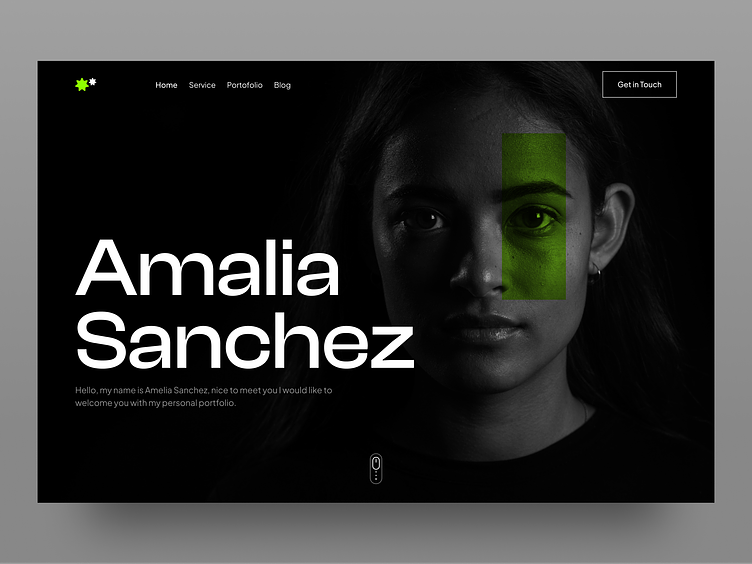 Home Service Portofolio Blog Get in Touch
Amalia
Sanchez
Hello, my name is Amelia Sanchez, nice to meet you I would like to
welcome you with my personal portfolio.